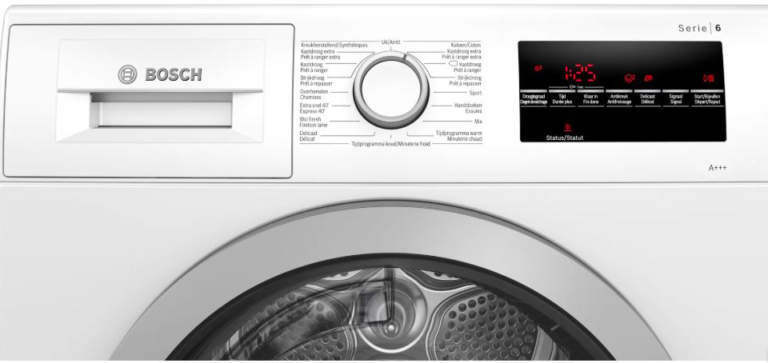 BOSCH
Uit/Arrêt
Kreukherstellend/Synthétiques
Kastdroog extra
Prêt à ranger extra
Kastdroog
Prêt à ranger
Strijkdroog
Prêt à repasser
Overhemden
Chemises
Extra snel 40'
Express 40'
Wol finish
Finition laine
Delicaat
Délicat
Katoen/Coton
Kastdroog extra
Prêt à ranger extra
Kastdroog
Prêt à ranger
Strijkdroog
Prêt à repasser
Sport
Handdoeken
Essuies
Mix
Tijdprogramma warm
Minuterie chaud
Tijdprogramma koud/Minuterie froid
Serie 6
1:25
Droogtegraad
Tijd
Durée plus
Klaar in
Fin dans
Antikreuk
Antifroissage
Delicaat
Délicat
Signaal
Signal
Start/Bijvullen
Départ/Rajout
Status/Statut
A+++